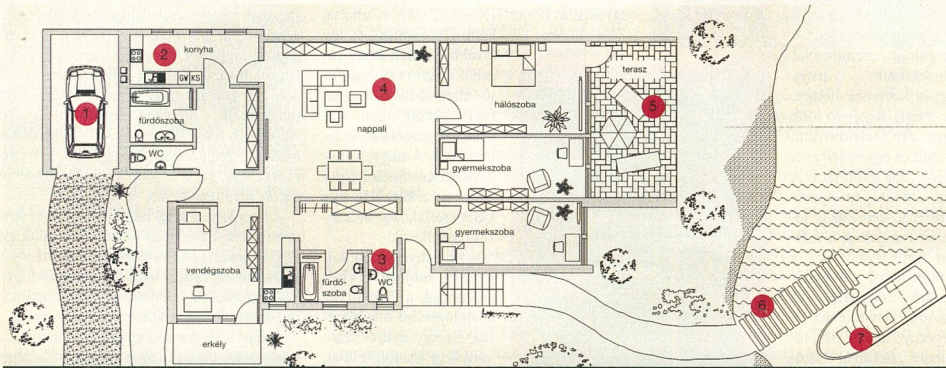 2
konyha
GM KS
1
fürdőszoba
WC
4
nappali
hálószoba
terasz
5
gyermekszoba
gyermekszoba
vendégszoba
fürdő-
szoba
3
WC
erkély
6
7